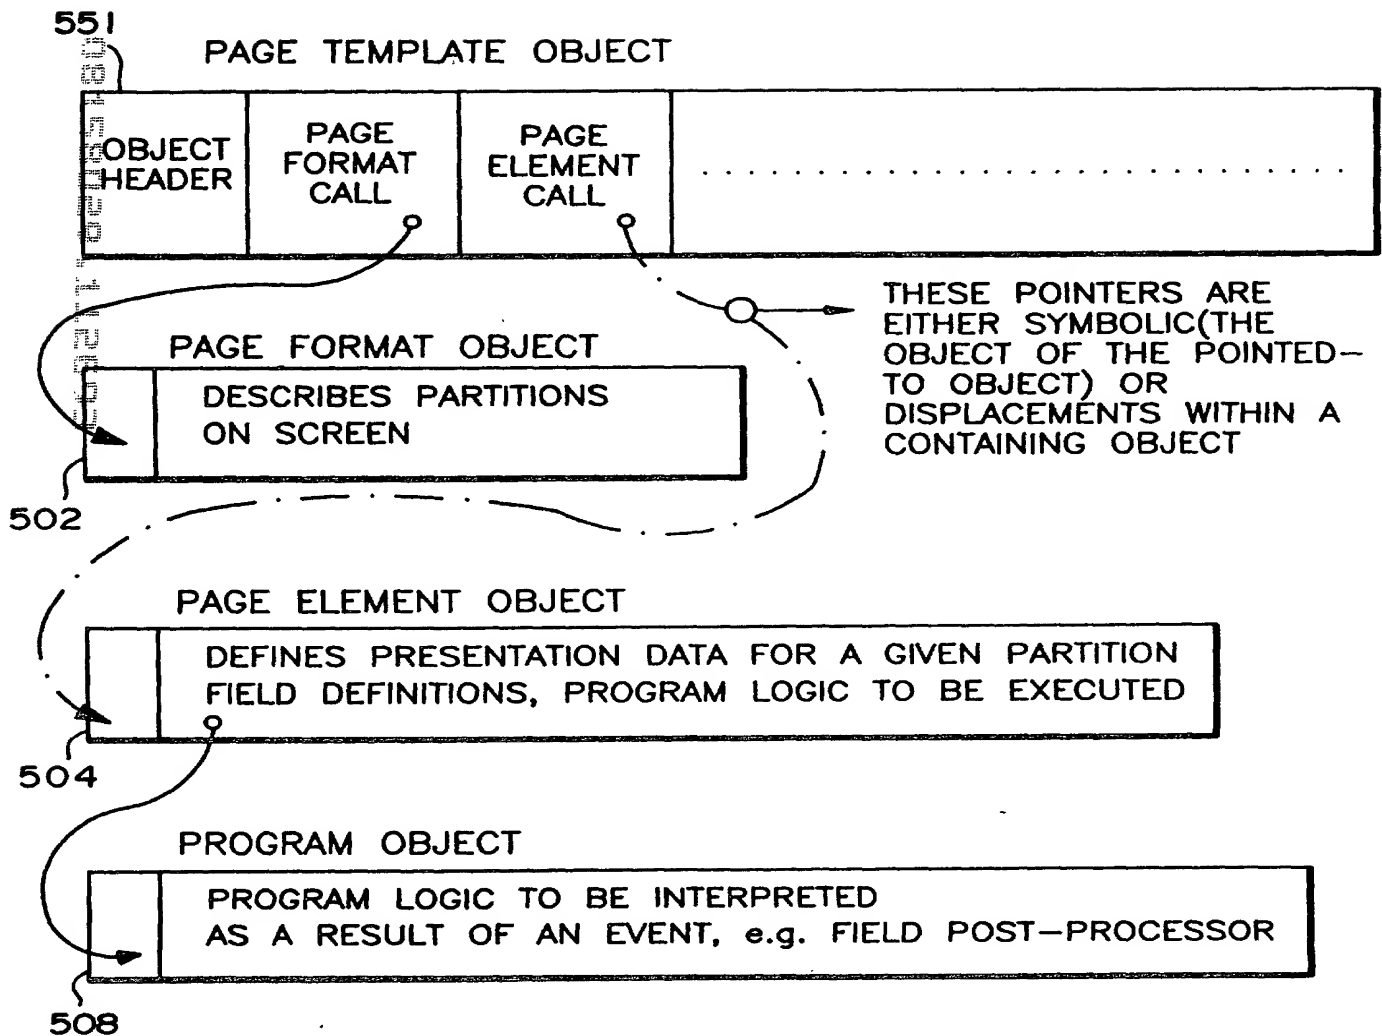 551
PAGE TEMPLATE OBJECT
OBJECT
HEADER
PAGE
FORMAT
CALL
PAGE
ELEMENT
CALL
THESE POINTERS ARE
EITHER SYMBOLIC(THE
OBJECT OF THE POINTED-
TO OBJECT) OR
DISPLACEMENTS WITHIN A
CONTAINING OBJECT
PAGE FORMAT OBJECT
DESCRIBES PARTITIONS
ON SCREEN
502
PAGE ELEMENT OBJECT
DEFINES PRESENTATION DATA FOR A GIVEN PARTITION
FIELD DEFINITIONS, PROGRAM LOGIC TO BE EXECUTED
504
PROGRAM OBJECT
PROGRAM LOGIC TO BE INTERPRETED
AS A RESULT OF AN EVENT, e.g. FIELD POST-PROCESSOR
508